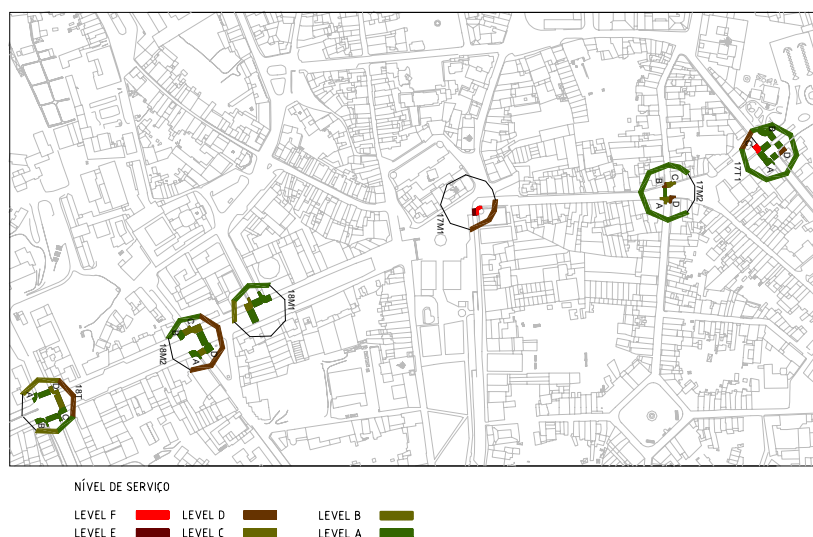 B
C
D
A
17T1
C
B
A
D
17M2
17M1
18M1
C
B
A
D
18M2
A
D
B
C
18T
NÍVEL DE SERVIÇO
LEVEL F LEVEL D LEVEL B
LEVEL E LEVEL C LEVEL A